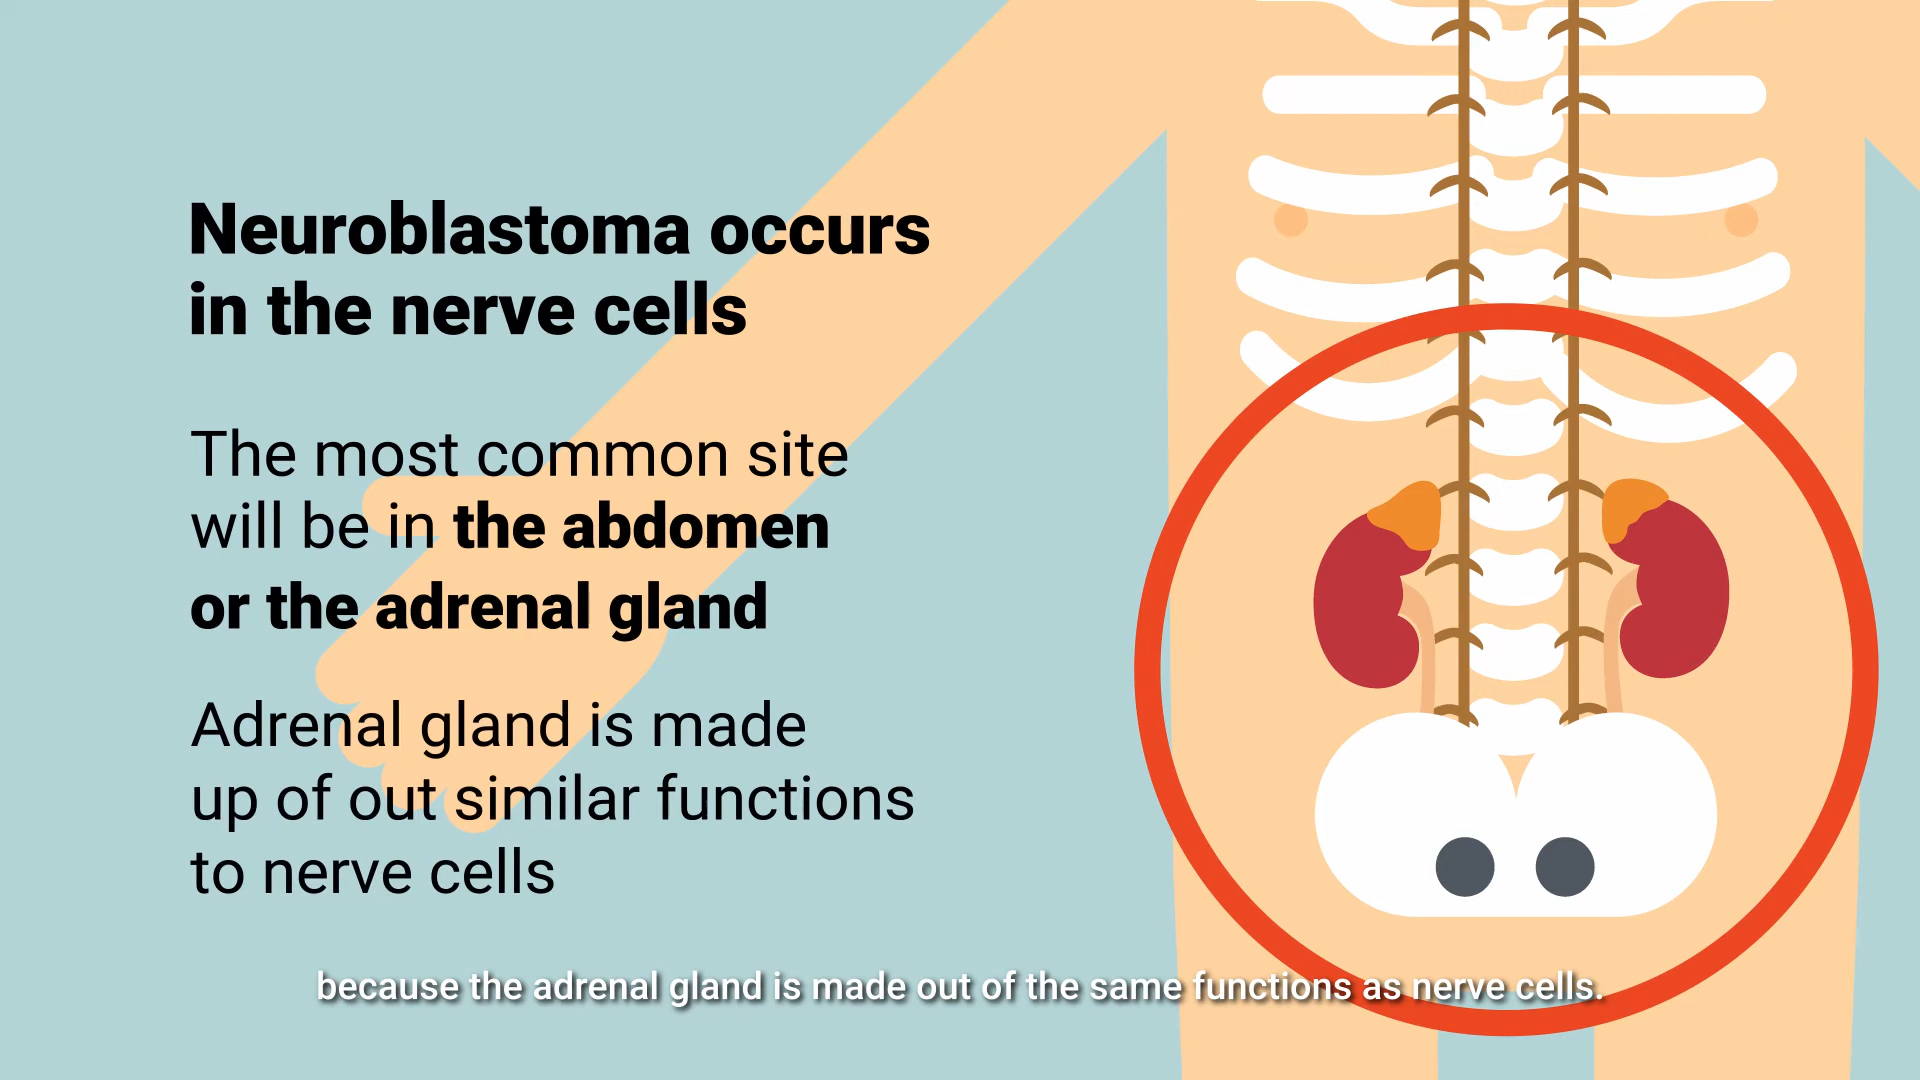 Neuroblastoma occurs
in the nerve cells
The most common site
will be in the abdomen
or the adrenal gland
Adrenal gland is made
up of out similar functions
to nerve cells
because the adrenal gland is made out of the same functions as nerve cells.